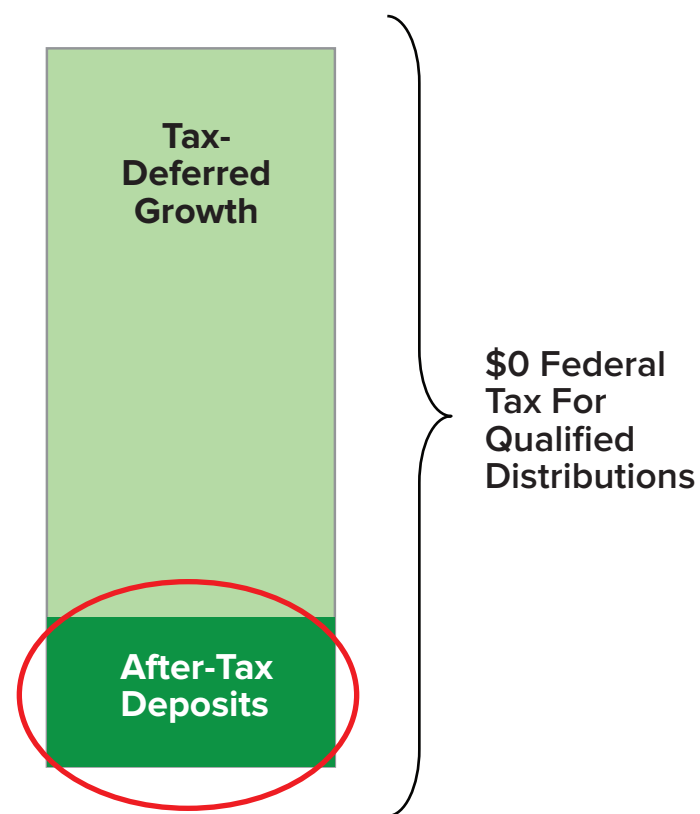 Tax-
Deferred
Growth
$0 Federal
Tax For
Qualified
Distributions
After-Tax
Deposits